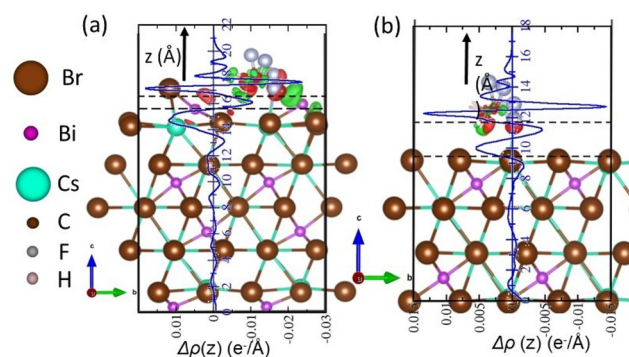 (a)
z (Å)
Br
Bi
Cs
C
F
H
c
b
22
20
18
16
14
12
10
8
6
4
2
0
0.01
0
-0.01
-0.02
-0.03
Δρ(z) (e⁻/Å)
(b)
z
(Å
c
b
18
16
14
12
10
8
6
4
2
0.015
0.01
0.005
-0.005
-0.01
Δρ (z) (e⁻/Å)